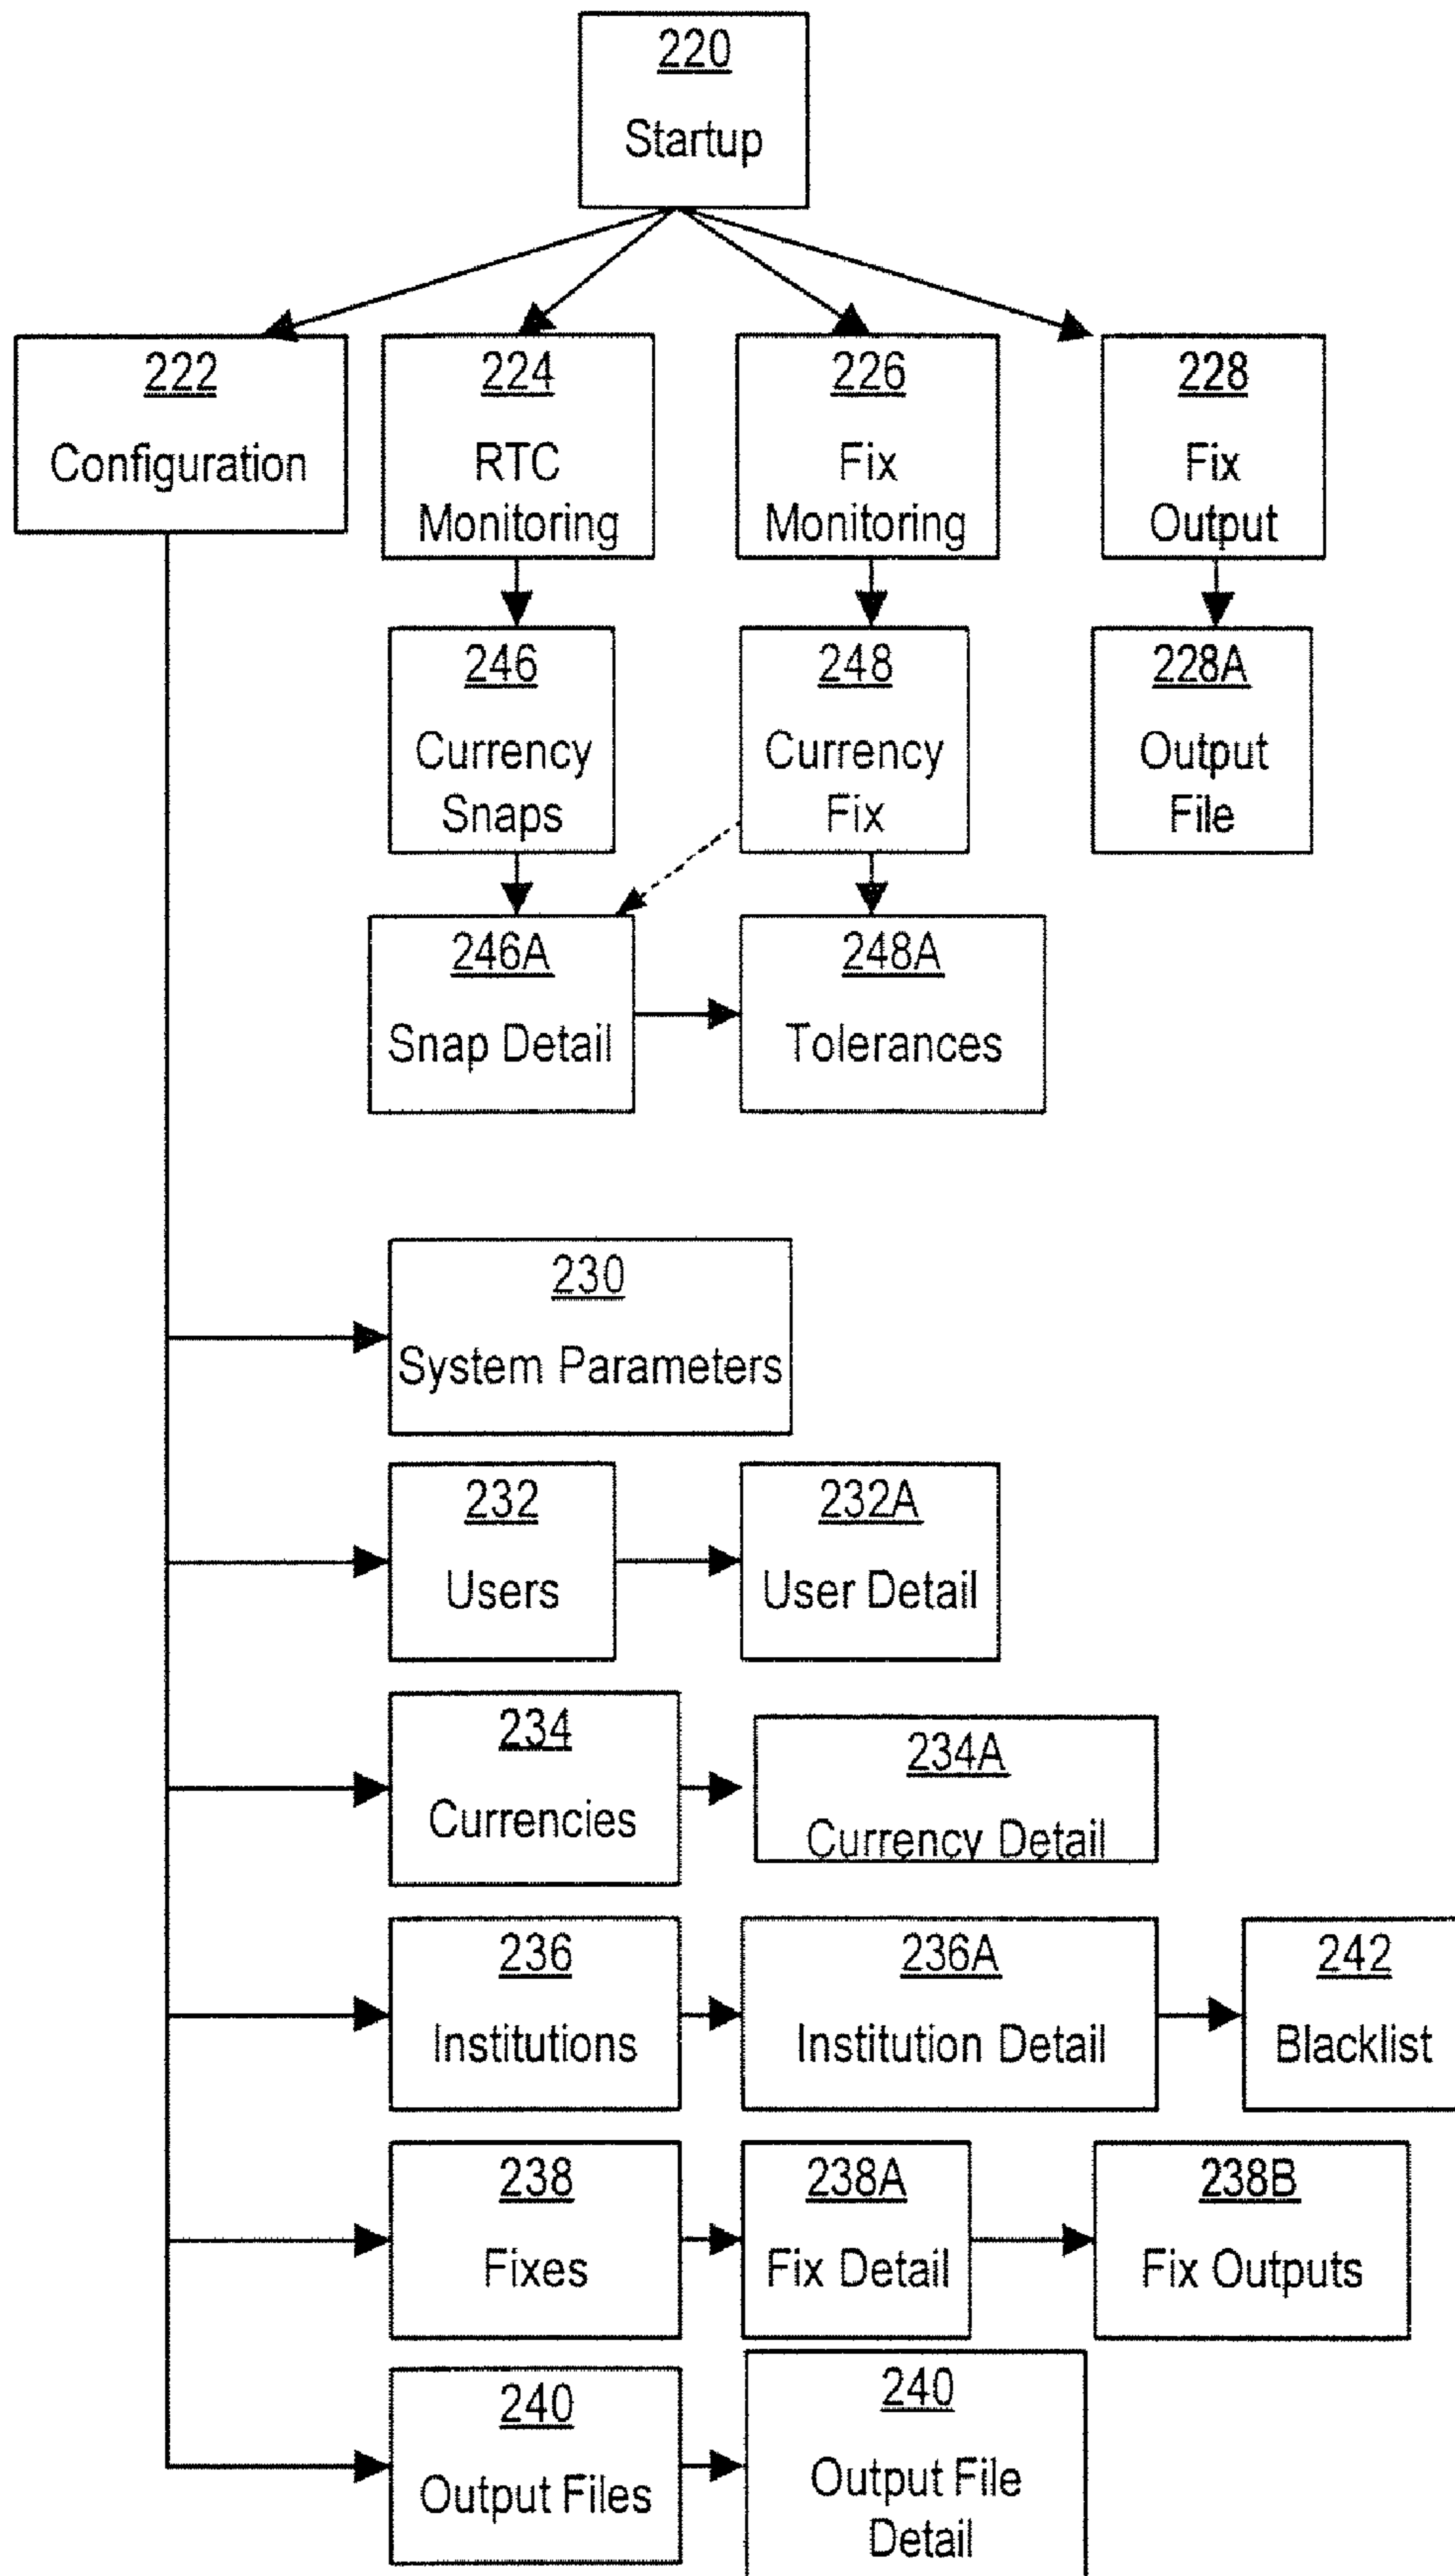 220
Startup
222
Configuration
224
RTC
Monitoring
226
Fix
Monitoring
228
Fix
Output
246
Currency
Snaps
248
Currency
Fix
228A
Output
File
246A
Snap Detail
248A
Tolerances
230
System Parameters
232
Users
232A
User Detail
234
Currencies
234A
Currency Detail
236
Institutions
236A
Institution Detail
242
Blacklist
238
Fixes
238A
Fix Detail
238B
Fix Outputs
240
Output Files
240
Output File
Detail